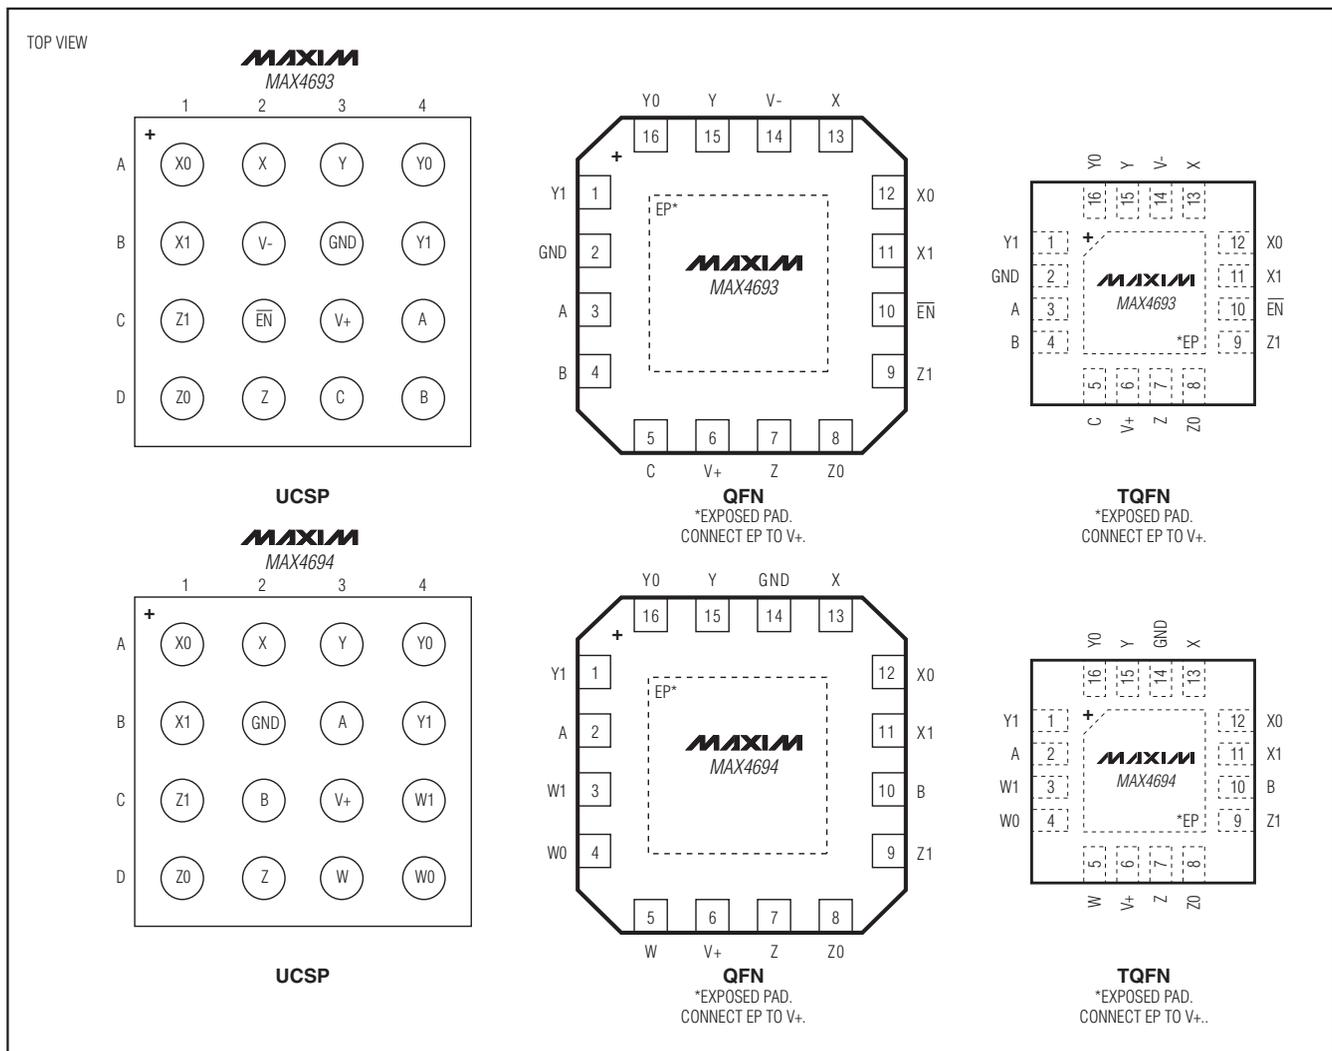 TOP VIEW
MAXIM
MAX4693
1 2 3 4
+
A X0 X Y Y0
B X1 V- GND Y1
C Z1 E̅N̅ V+ A
D Z0 Z C B
UCSP
Y0 Y V- X
16 15 14 13
+
Y1 1 12 X0
EP*
GND 2 11 X1
MAXIM
MAX4693
A 3 10 E̅N̅
B 4 9 Z1
5 6 7 8
C V+ Z Z0
QFN
*EXPOSED PAD.
CONNECT EP TO V+.
Y0 Y V- X
16 15 14 13
+
Y1 1 12 X0
GND 2 11 X1
MAXIM
MAX4693
A 3 10 E̅N̅
B 4 *EP 9 Z1
5 6 7 8
C V+ Z Z0
TQFN
*EXPOSED PAD.
CONNECT EP TO V+.
MAXIM
MAX4694
1 2 3 4
+
A X0 X Y Y0
B X1 GND A Y1
C Z1 B V+ W1
D Z0 Z W W0
UCSP
Y0 Y GND X
16 15 14 13
+
Y1 1 12 X0
EP*
A 2 11 X1
MAXIM
MAX4694
W1 3 10 B
W0 4 9 Z1
5 6 7 8
W V+ Z Z0
QFN
*EXPOSED PAD.
CONNECT EP TO V+.
Y0 Y GND X
16 15 14 13
+
Y1 1 12 X0
A 2 11 X1
MAXIM
MAX4694
W1 3 10 B
W0 4 *EP 9 Z1
5 6 7 8
W V+ Z Z0
TQFN
*EXPOSED PAD.
CONNECT EP TO V+..